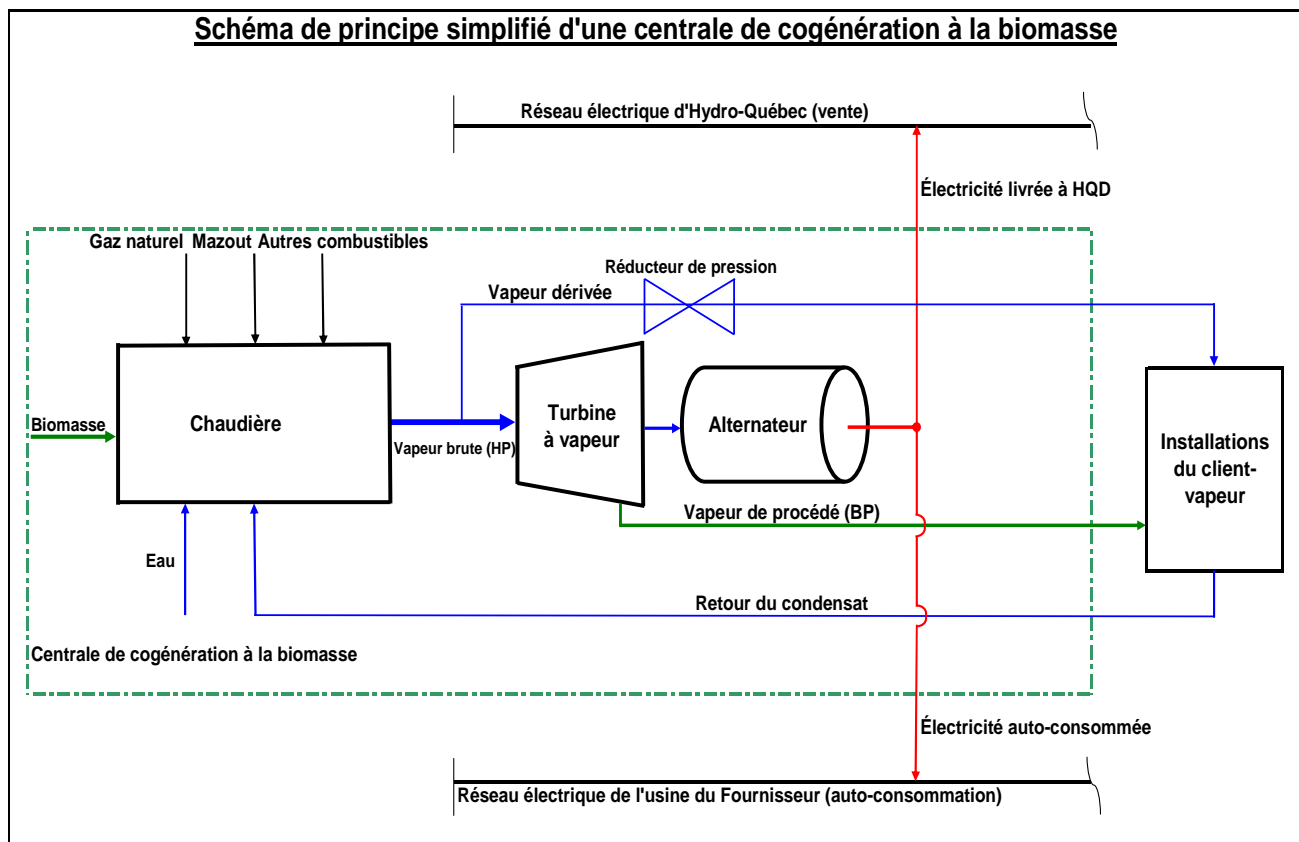 Schéma de principe simplifié d'une centrale de cogénération à la biomasse
Réseau électrique d'Hydro-Québec (vente)
Électricité livrée à HQD
Gaz naturel Mazout Autres combustibles
Réducteur de pression
Vapeur dérivée
Biomasse
Chaudière
Vapeur brute (HP)
Turbine
à vapeur
Alternateur
Installations
du client-
vapeur
Vapeur de procédé (BP)
Eau
Retour du condensat
Centrale de cogénération à la biomasse
Électricité auto-consommée
Réseau électrique de l'usine du Fournisseur (auto-consommation)